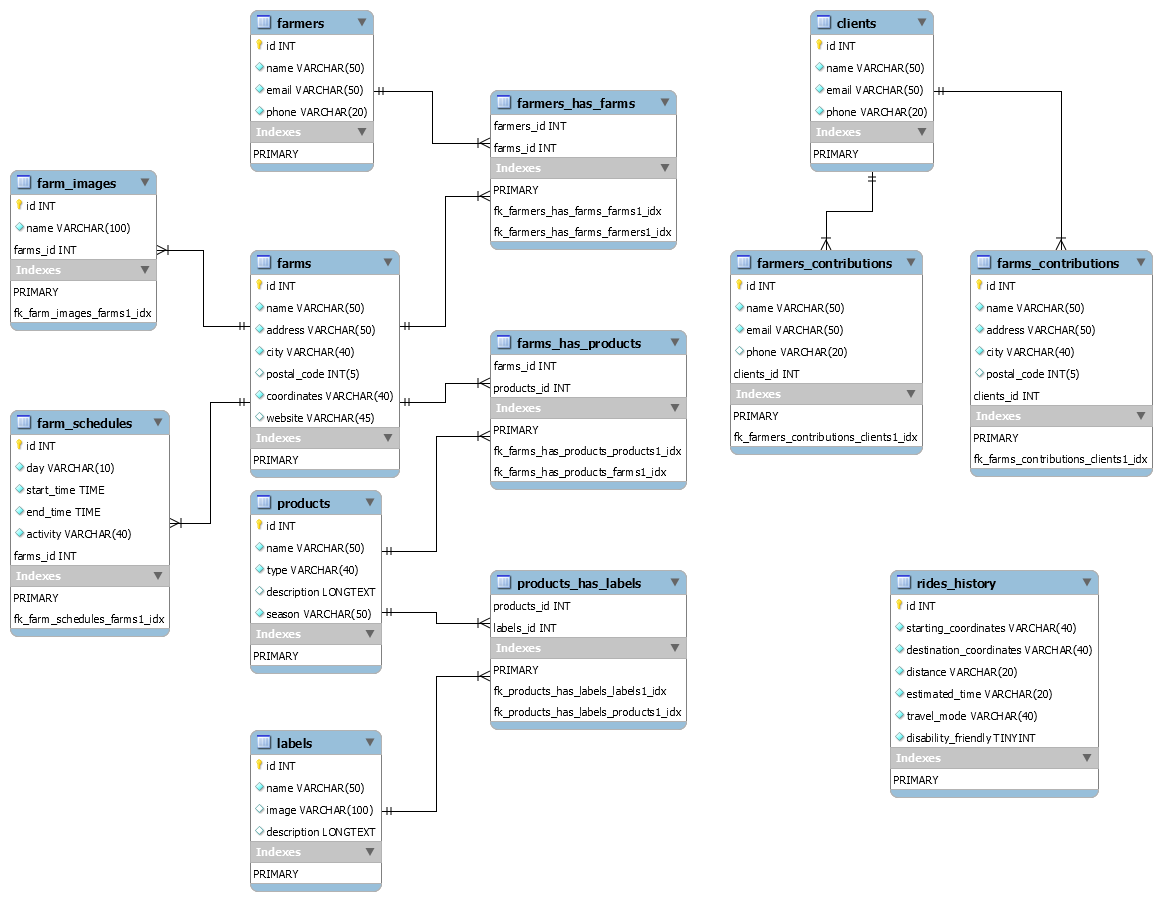 farmers
id INT
name VARCHAR(50)
email VARCHAR(50)
phone VARCHAR(20)
Indexes
PRIMARY
clients
id INT
name VARCHAR(50)
email VARCHAR(50)
phone VARCHAR(20)
Indexes
PRIMARY
farmers_has_farms
farmers_id INT
farms_id INT
Indexes
PRIMARY
fk_farmers_has_farms_farms1_idx
fk_farmers_has_farms_farmers1_idx
farm_images
id INT
name VARCHAR(100)
farms_id INT
Indexes
PRIMARY
fk_farm_images_farms1_idx
farms
id INT
name VARCHAR(50)
address VARCHAR(50)
city VARCHAR(40)
postal_code INT(5)
coordinates VARCHAR(40)
website VARCHAR(45)
Indexes
PRIMARY
farmers_contributions
id INT
name VARCHAR(50)
email VARCHAR(50)
phone VARCHAR(20)
clients_id INT
Indexes
PRIMARY
fk_farmers_contributions_clients1_idx
farms_contributions
id INT
name VARCHAR(50)
address VARCHAR(50)
city VARCHAR(40)
postal_code INT(5)
clients_id INT
Indexes
PRIMARY
fk_farms_contributions_clients1_idx
farms_has_products
farms_id INT
products_id INT
Indexes
PRIMARY
fk_farms_has_products_products1_idx
fk_farms_has_products_farms1_idx
farm_schedules
id INT
day VARCHAR(10)
start_time TIME
end_time TIME
activity VARCHAR(40)
farms_id INT
Indexes
PRIMARY
fk_farm_schedules_farms1_idx
products
id INT
name VARCHAR(50)
type VARCHAR(40)
description LONGTEXT
season VARCHAR(50)
Indexes
PRIMARY
products_has_labels
products_id INT
labels_id INT
Indexes
PRIMARY
fk_products_has_labels_labels1_idx
fk_products_has_labels_products1_idx
rides_history
id INT
starting_coordinates VARCHAR(40)
destination_coordinates VARCHAR(40)
distance VARCHAR(20)
estimated_time VARCHAR(20)
travel_mode VARCHAR(40)
disability_friendly TINYINT
Indexes
PRIMARY
labels
id INT
name VARCHAR(50)
image VARCHAR(100)
description LONGTEXT
Indexes
PRIMARY